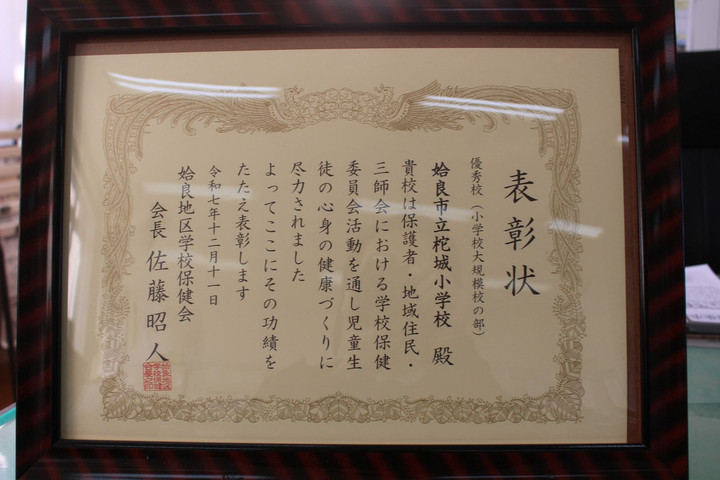 表彰状
優秀校（小学校大規模校の部）
姶良市立柁城小学校 殿
貴校は保護者・地域住民・
三師会における学校保健
委員会活動を通し児童生
徒の心身の健康づくりに
尽力されました
よってここにその功績を
たたえ表彰します
令和七年十二月十一日
姶良地区学校保健会
会長 佐藤昭人